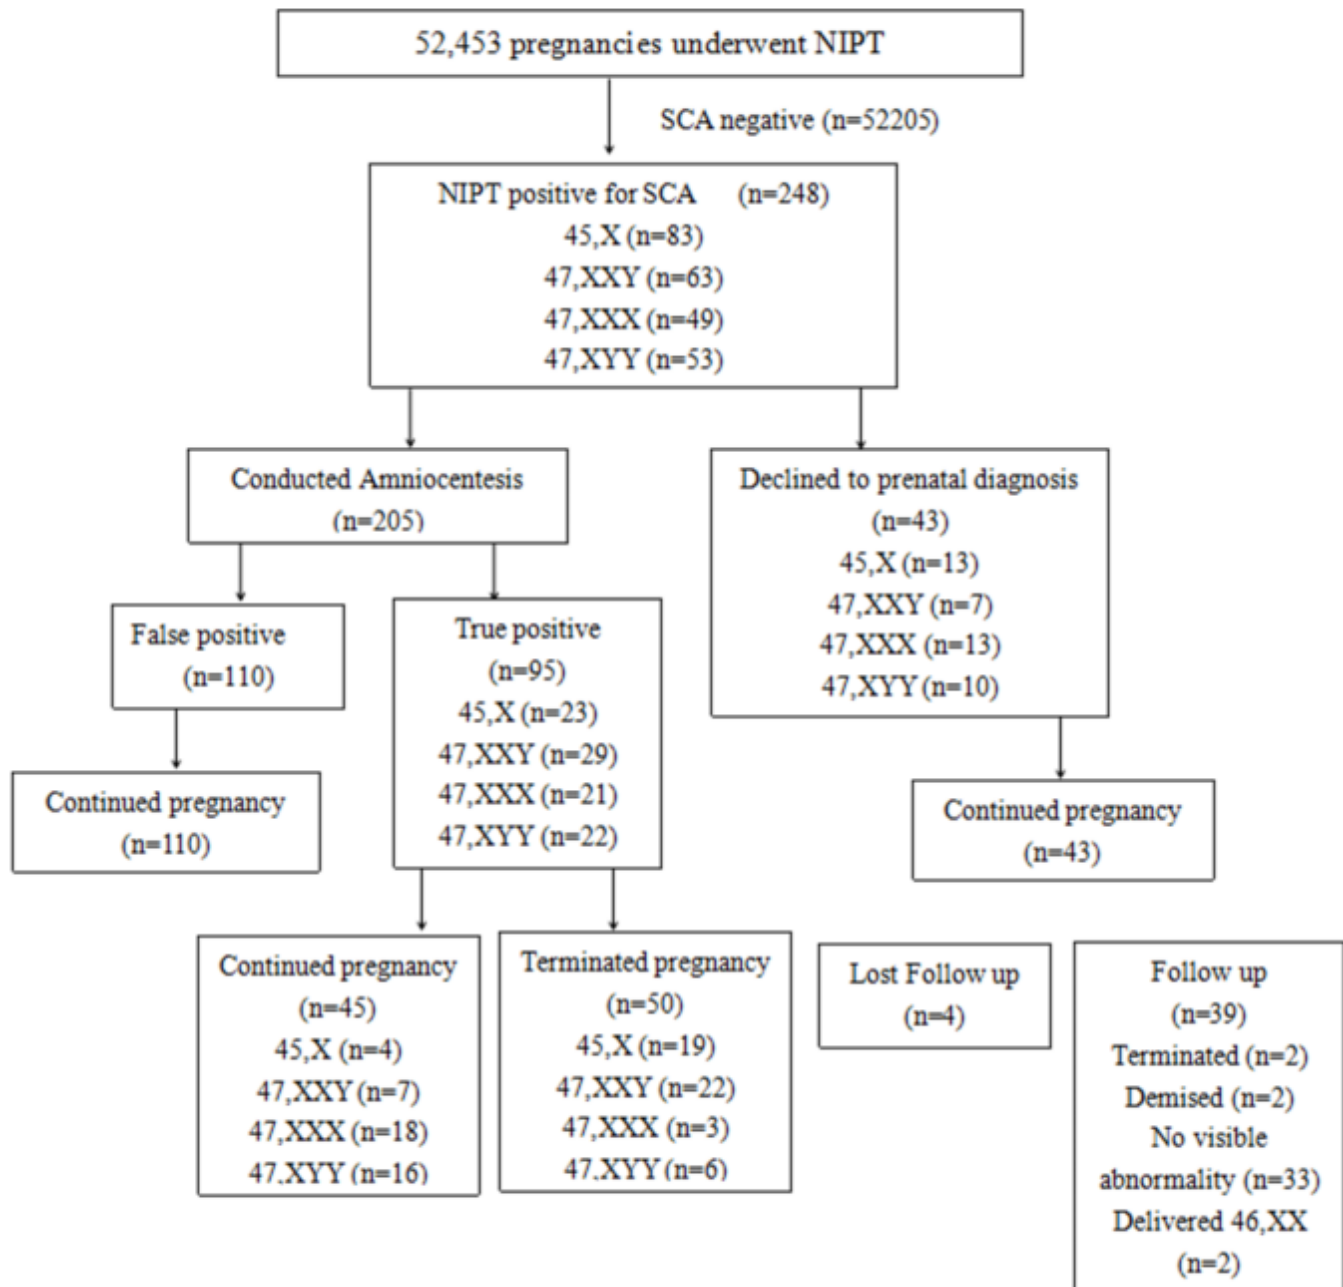 52,453 pregnancies underwent NIPT
SCA negative (n=52205)
NIPT positive for SCA (n=248)
45,X (n=83)
47,XXY (n=63)
47,XXX (n=49)
47,XYY (n=53)
Conducted Amniocentesis
(n=205)
Declined to prenatal diagnosis
(n=43)
45,X (n=13)
47,XXY (n=7)
47,XXX (n=13)
47,XYY (n=10)
False positive
(n=110)
True positive
(n=95)
45,X (n=23)
47,XXY (n=29)
47,XXX (n=21)
47,XYY (n=22)
Continued pregnancy
(n=110)
Continued pregnancy
(n=43)
Continued pregnancy
(n=45)
45,X (n=4)
47,XXY (n=7)
47,XXX (n=18)
47,XYY (n=16)
Terminated pregnancy
(n=50)
45,X (n=19)
47,XXY (n=22)
47,XXX (n=3)
47,XYY (n=6)
Lost Follow up
(n=4)
Follow up
(n=39)
Terminated (n=2)
Demised (n=2)
No visible
abnormality (n=33)
Delivered 46,XX
(n=2)